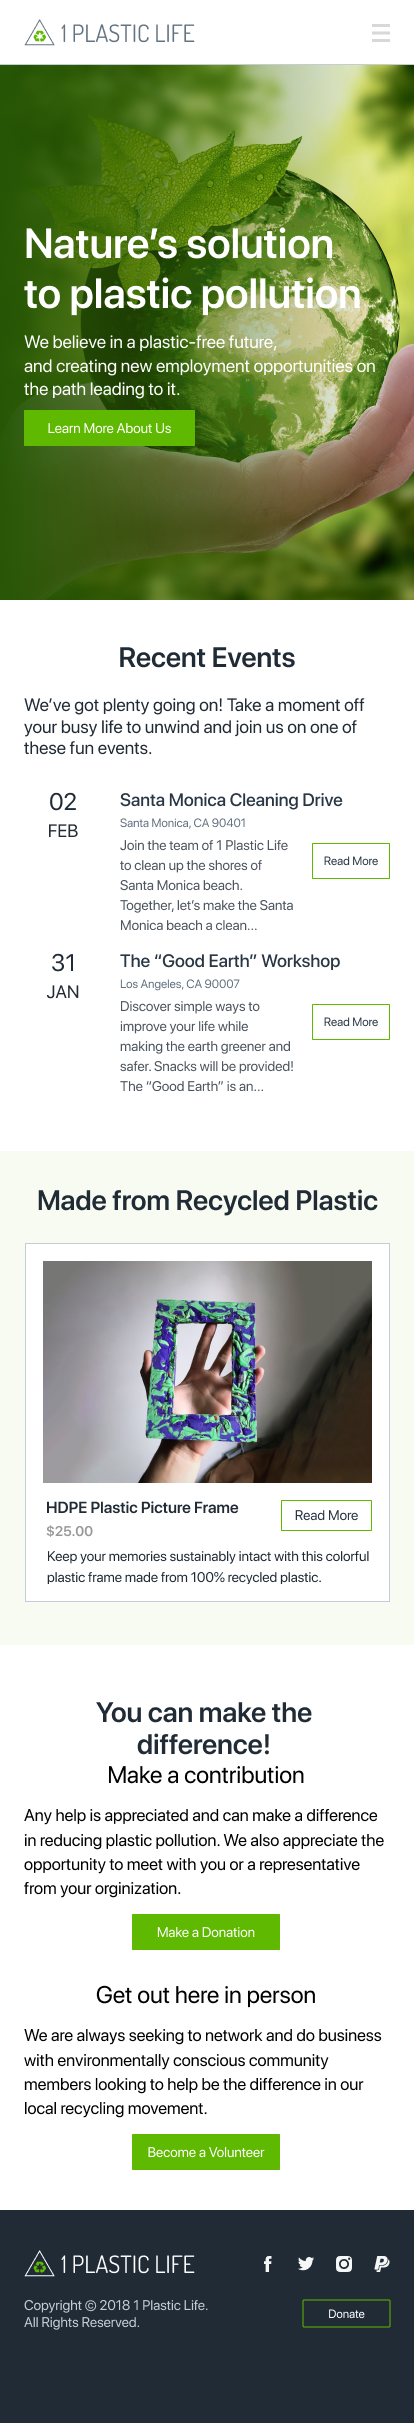 1 PLASTIC LIFE
Nature’s solution
to plastic pollution
We believe in a plastic-free future,
and creating new employment opportunities on
the path leading to it.
Learn More About Us
Recent Events
We’ve got plenty going on! Take a moment off
your busy life to unwind and join us on one of
these fun events.
02
FEB
Santa Monica Cleaning Drive
Santa Monica, CA 90401
Join the team of 1 Plastic Life
to clean up the shores of
Santa Monica beach.
Together, let’s make the Santa
Monica beach a clean...
Read More
31
JAN
The “Good Earth” Workshop
Los Angeles, CA 90007
Discover simple ways to
improve your life while
making the earth greener and
safer. Snacks will be provided!
The “Good Earth” is an...
Read More
Made from Recycled Plastic
HDPE Plastic Picture Frame
$25.00
Read More
Keep your memories sustainably intact with this colorful
plastic frame made from 100% recycled plastic.
You can make the
difference!
Make a contribution
Any help is appreciated and can make a difference
in reducing plastic pollution. We also appreciate the
opportunity to meet with you or a representative
from your orginization.
Make a Donation
Get out here in person
We are always seeking to network and do business
with environmentally conscious community
members looking to help be the difference in our
local recycling movement.
Become a Volunteer
1 PLASTIC LIFE
Copyright © 2018 1 Plastic Life.
All Rights Reserved.
Donate